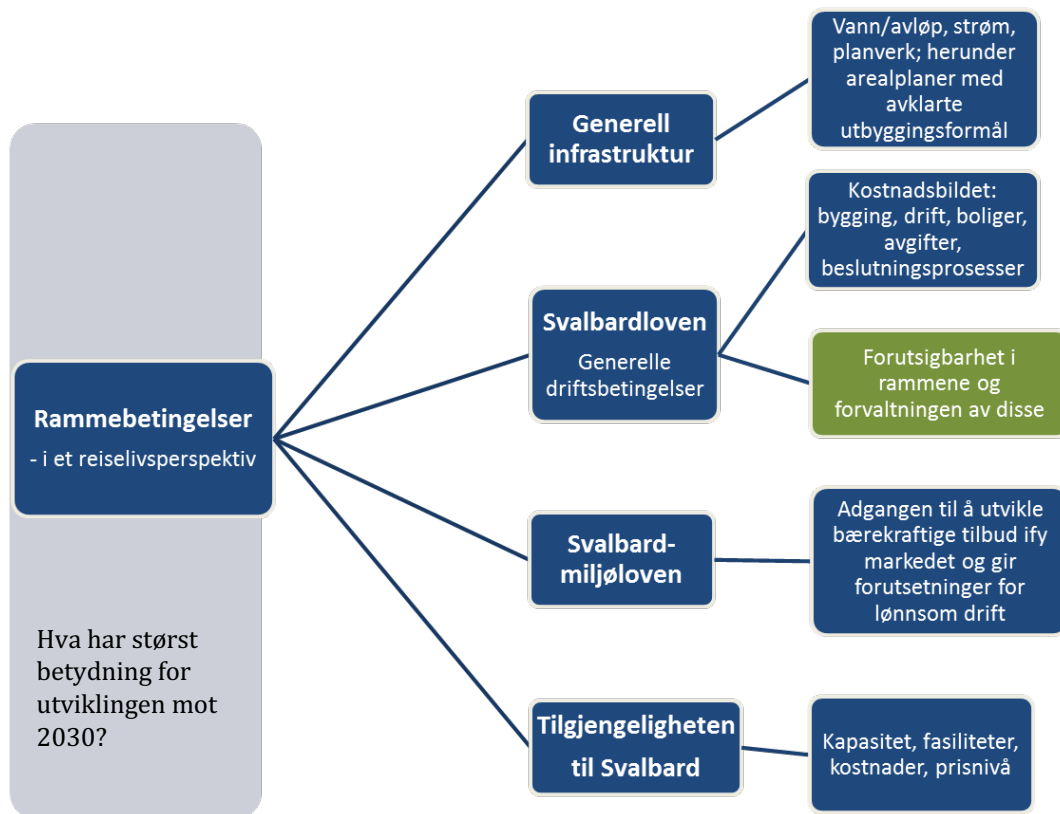 Rammebetingelser
- i et reiselivsperspektiv
Hva har størst
betydning for
utviklingen mot
2030?
Generell
infrastruktur
Vann/avløp, strøm,
planverk; herunder
arealplaner med
avklarte
utbyggingsformål
Svalbardloven
Generelle
driftsbetingelser
Kostnadsbildet:
bygging, drift, boliger,
avgifter,
beslutningsprosesser
Forutsigbarhet i
rammene og
forvaltningen av disse
Svalbard-
miljøloven
Adgangen til å utvikle
bærekraftige tilbud ify
markedet og gir
forutsetninger for
lønnsom drift
Tilgjengeligheten
til Svalbard
Kapasitet, fasiliteter,
kostnader, prisnivå